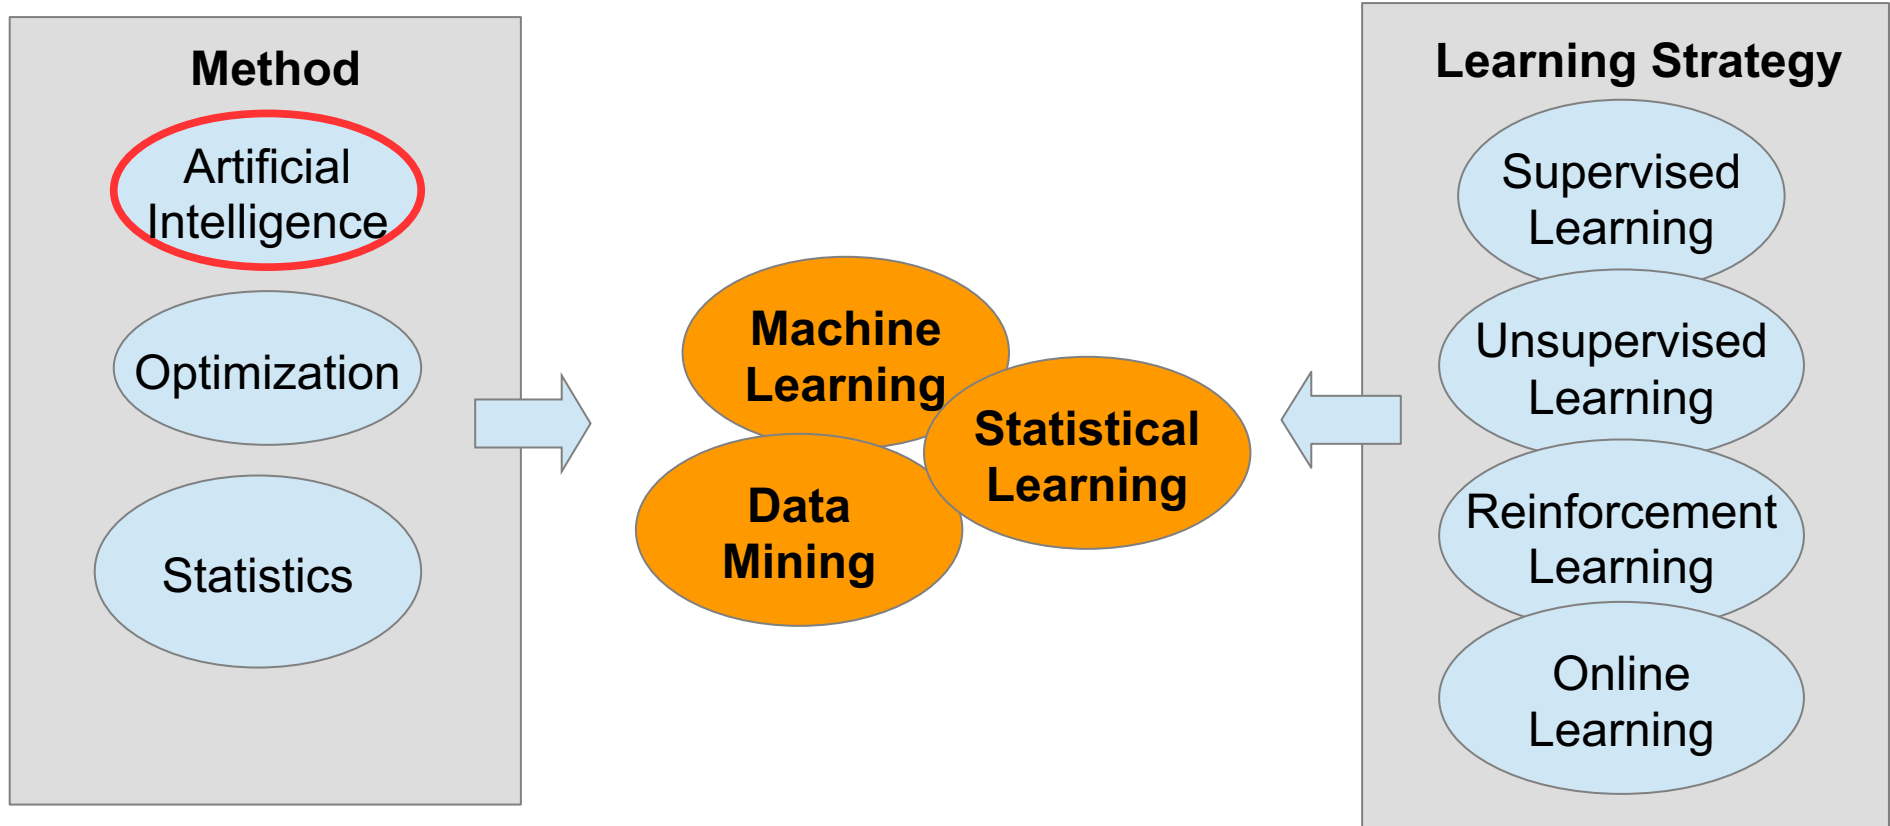 Method
Artificial
Intelligence
Optimization
Statistics
Machine
Learning
Statistical
Learning
Data
Mining
Learning Strategy
Supervised
Learning
Unsupervised
Learning
Reinforcement
Learning
Online
Learning